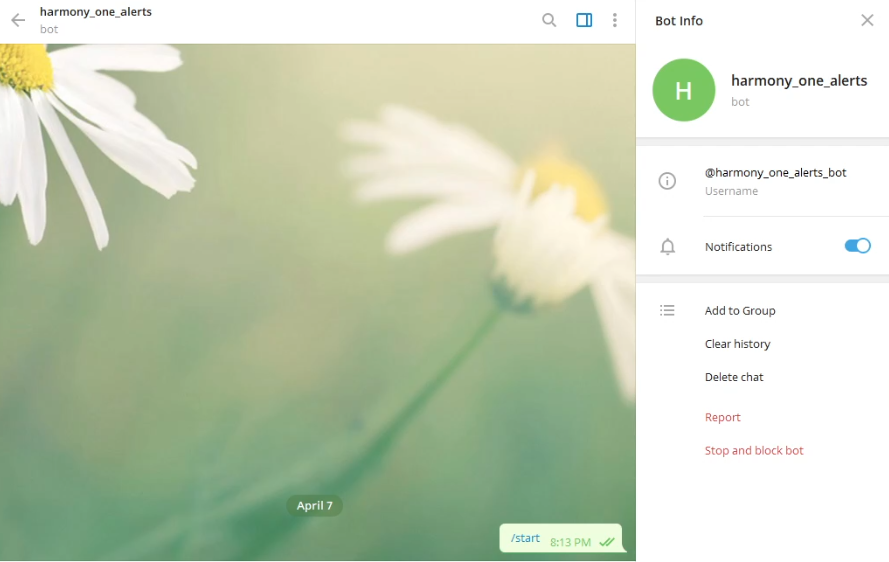 harmony_one_alerts
bot
April 7
/start 8:13 PM
Bot Info
H
harmony_one_alerts
bot
@harmony_one_alerts_bot
Username
Notifications
Add to Group
Clear history
Delete chat
Report
Stop and block bot